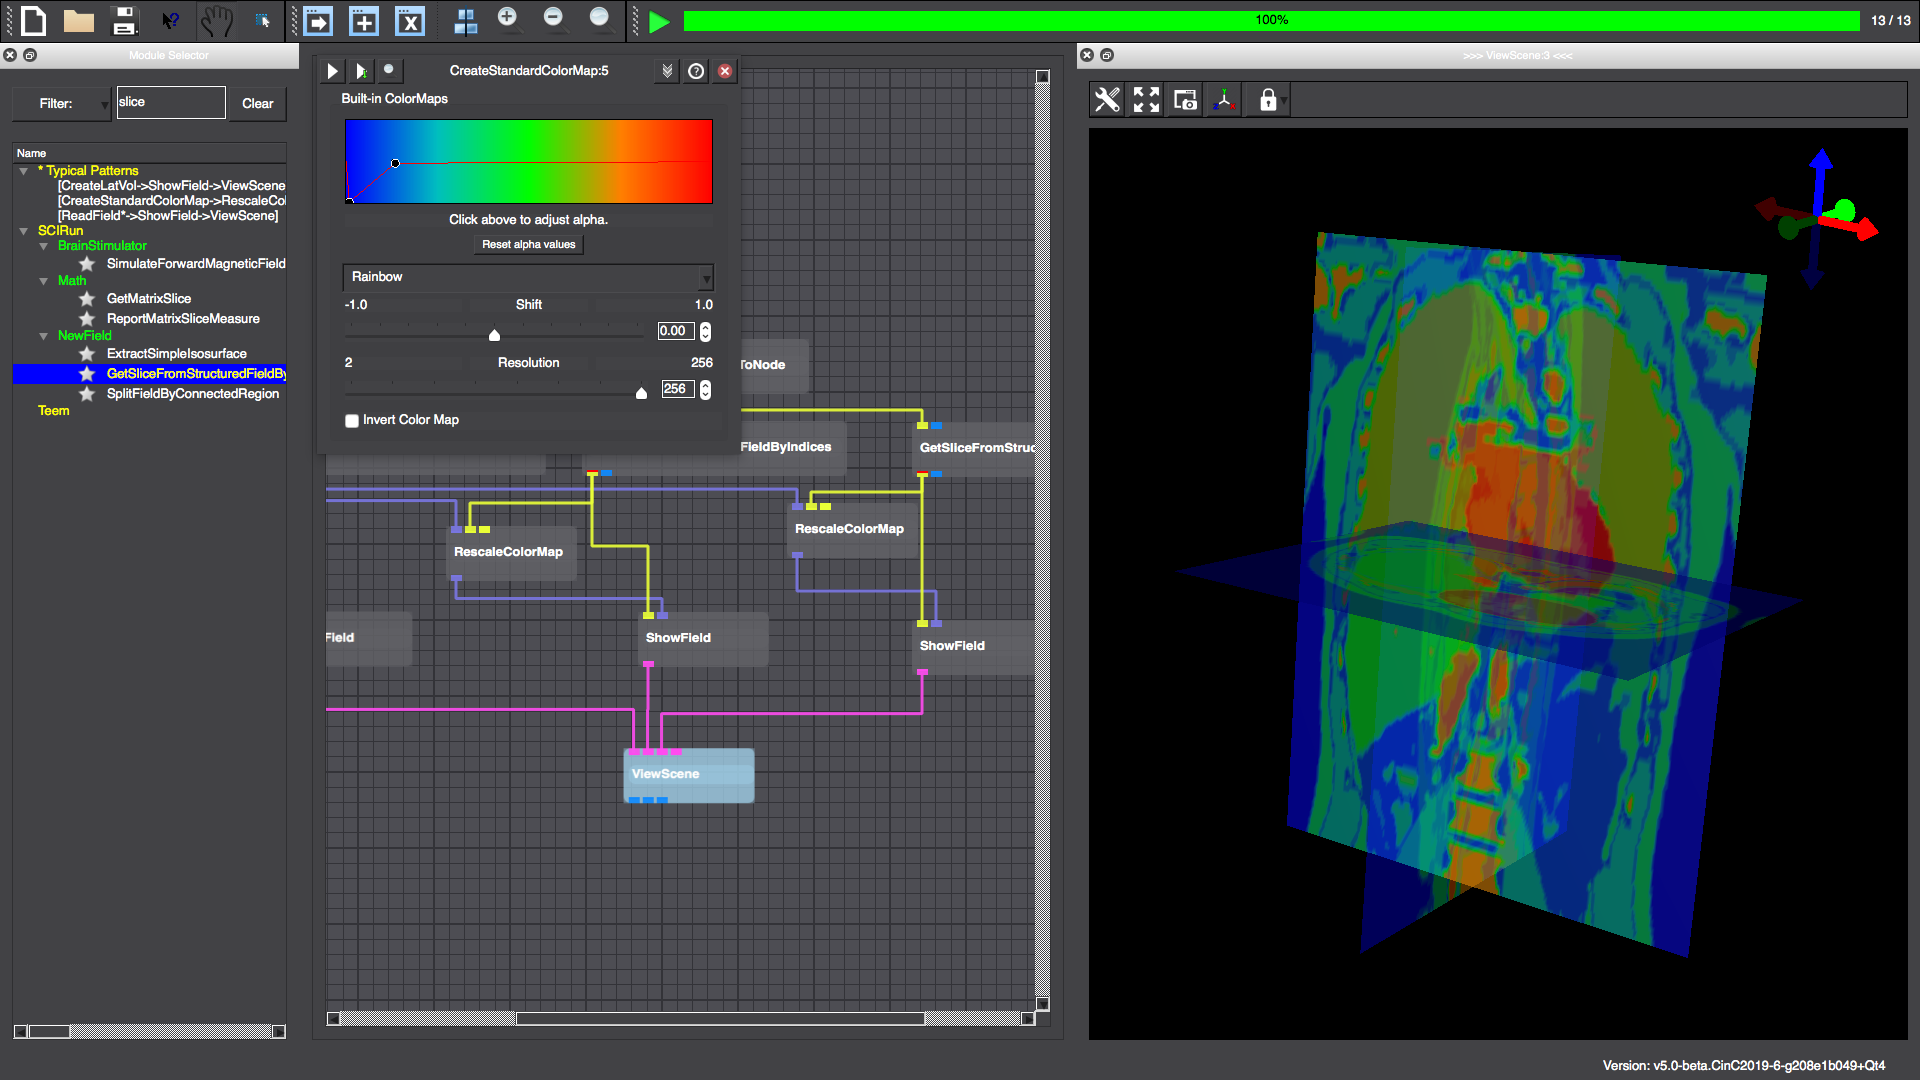 100%
13 / 13
Module Selector
Filter:
slice
Clear
Name
* Typical Patterns
[CreateLatVol->ShowField->ViewScene
[CreateStandardColorMap->RescaleCol
[ReadField*->ShowField->ViewScene]
SCIRun
BrainStimulator
SimulateForwardMagneticField
Math
GetMatrixSlice
ReportMatrixSliceMeasure
NewField
ExtractSimpleIsosurface
GetSliceFromStructuredFieldBy
SplitFieldByConnectedRegion
Teem
CreateStandardColorMap:5
Built-in ColorMaps
Click above to adjust alpha.
Reset alpha values
Rainbow
-1.0 Shift 1.0
0.00
2 Resolution 256
256
Invert Color Map
ToNode
FieldByIndices
GetSliceFromStruc
RescaleColorMap
RescaleColorMap
Field
ShowField
ShowField
ViewScene
>>> ViewScene:3 <<<
Version: v5.0-beta.CinC2019-6-g208e1b049+Qt4